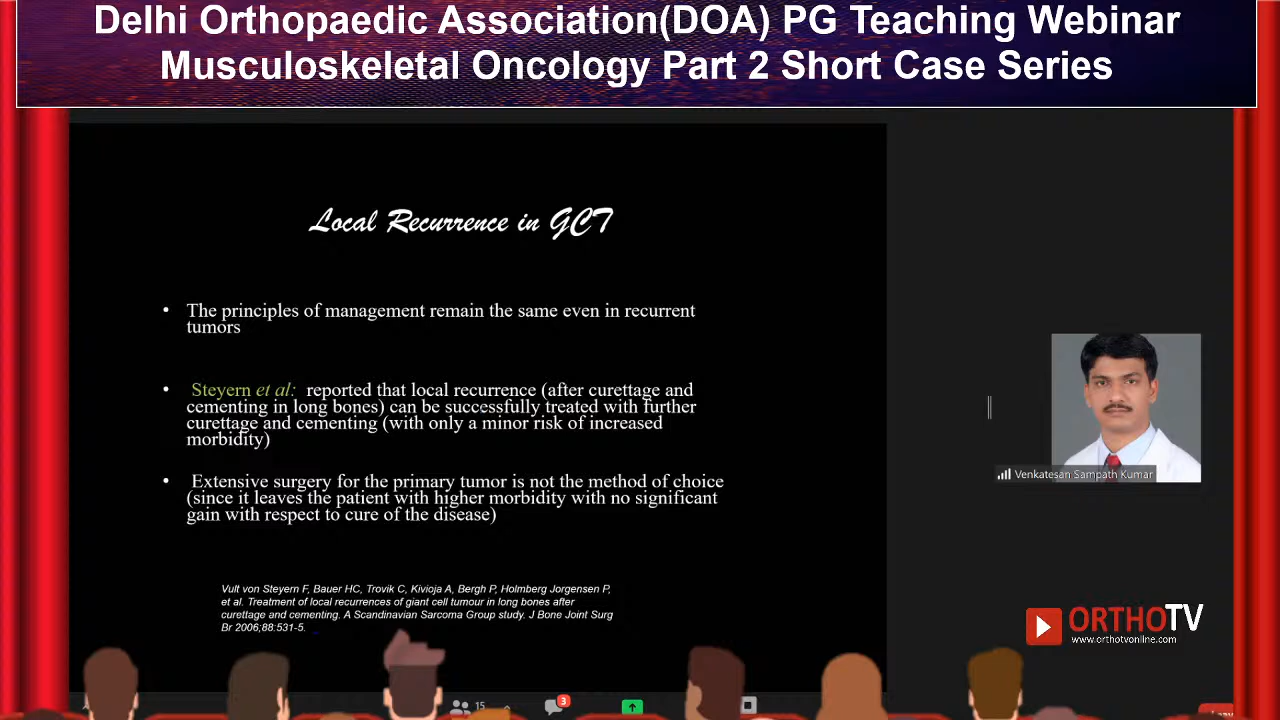 Delhi Orthopaedic Association(DOA) PG Teaching Webinar
Musculoskeletal Oncology Part 2 Short Case Series
Local Recurrence in GCT
• The principles of management remain the same even in recurrent
tumors
• Steyern et al: reported that local recurrence (after curettage and
cementing in long bones) can be successfully treated with further
curettage and cementing (with only a minor risk of increased
morbidity)
• Extensive surgery for the primary tumor is not the method of choice
(since it leaves the patient with higher morbidity with no significant
gain with respect to cure of the disease)
Vult von Steyern F, Bauer HC, Trovik C, Kivioja A, Bergh P, Holmberg Jorgensen P,
et al. Treatment of local recurrences of giant cell tumour in long bones after
curettage and cementing. A Scandinavian Sarcoma Group study. J Bone Joint Surg
Br 2006;88:531-5.
Venkatesan Sampath Kumar
ORTHOTV
www.orthotvonline.com
15
3